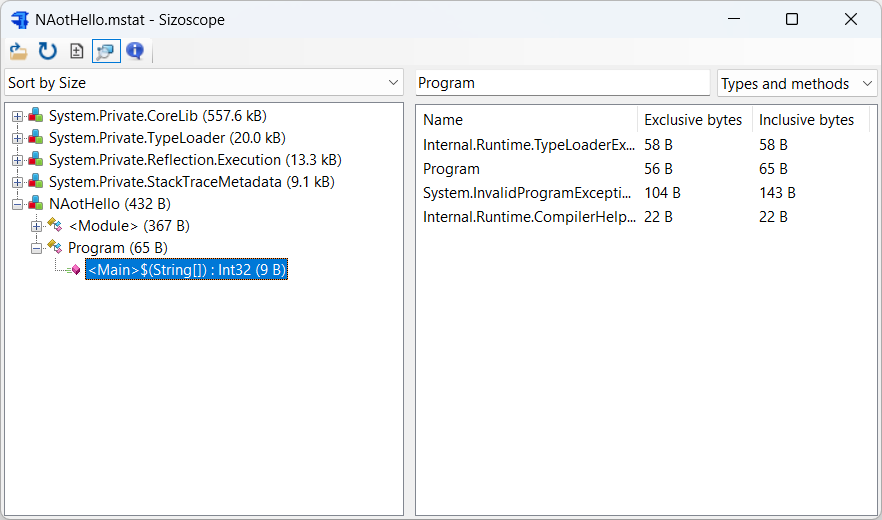 NAotHello.mstat - Sizoscope
Sort by Size
Program
Types and methods
System.Private.CoreLib (557.6 kB)
System.Private.TypeLoader (20.0 kB)
System.Private.Reflection.Execution (13.3 kB)
System.Private.StackTraceMetadata (9.1 kB)
NAotHello (432 B)
<Module> (367 B)
Program (65 B)
<Main>$(String[]) : Int32 (9 B)
Name Exclusive bytes Inclusive bytes
Internal.Runtime.TypeLoaderEx... 58 B 58 B
Program 56 B 65 B
System.InvalidProgramExcepti... 104 B 143 B
Internal.Runtime.CompilerHelp... 22 B 22 B